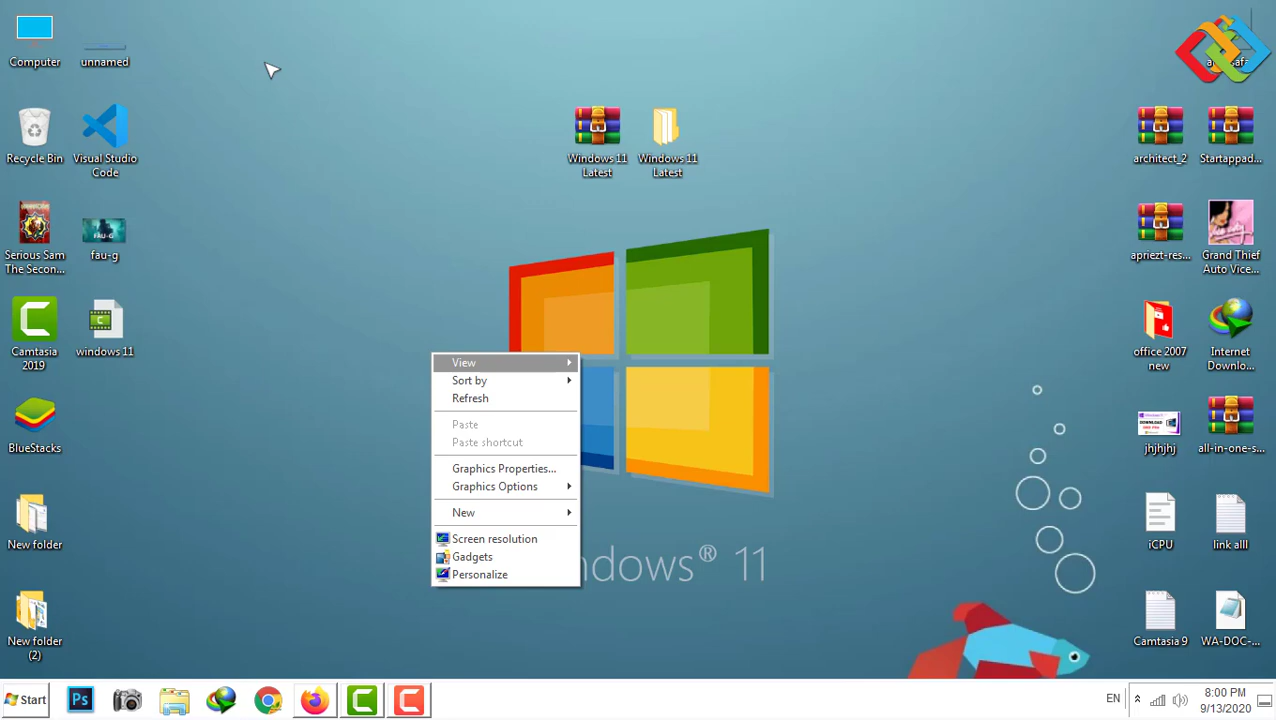 Computer
unnamed
Recycle Bin
Visual Studio
Code
Serious Sam
The Secon...
FAU-G
fau-g
Camtasia
2019
windows 11
BlueStacks
New folder
New folder
(2)
Windows 11
Latest
Windows 11
Latest
View
Sort by
Refresh
Paste
Paste shortcut
Graphics Properties...
Graphics Options
New
Screen resolution
Gadgets
Personalize
ndows® 11
architect_2
Startappad...
apriezt-res...
Grand Thief
Auto Vice...
office 2007
new
Internet
Downlo...
DOWNLOAD
jhjhjhj
all-in-one-s...
iCPU
link alll
Camtasia 9
WA-DOC-...
Start
Ps
EN
8:00 PM
9/13/2020